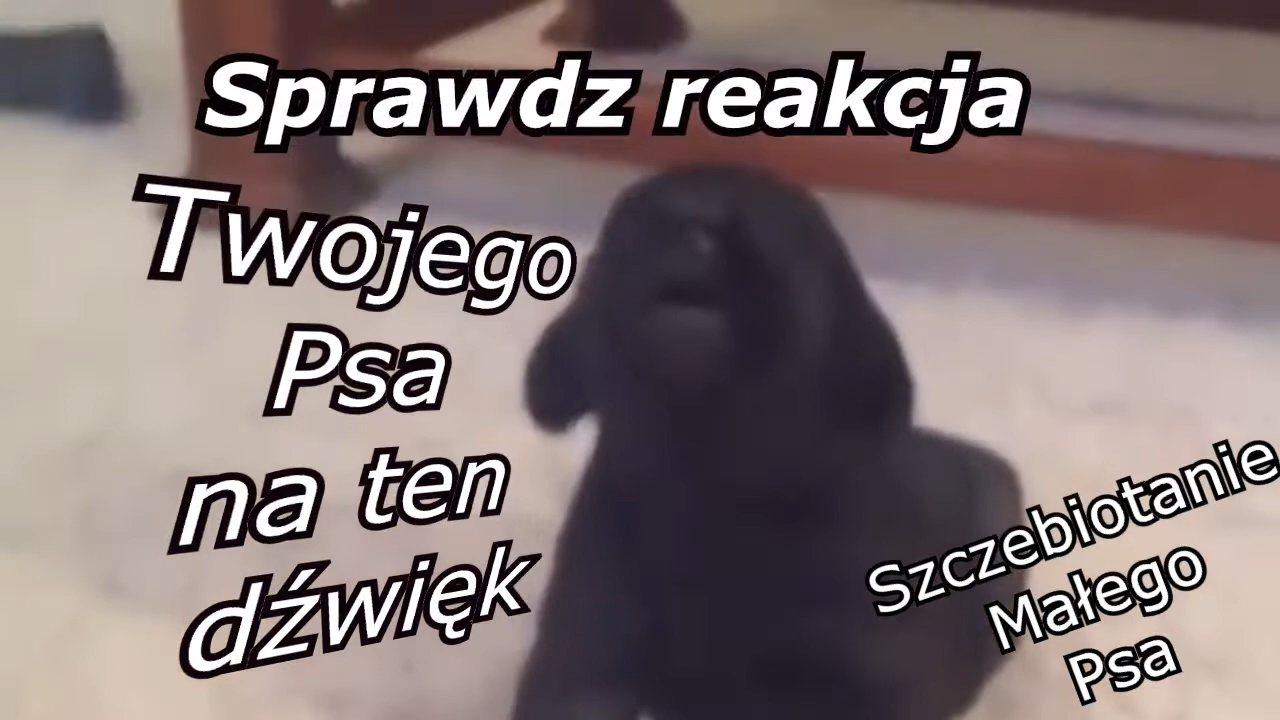 Sprawdz reakcja
Twojego
Psa
na ten
dźwięk
Szczebiotanie
Małego
Psa